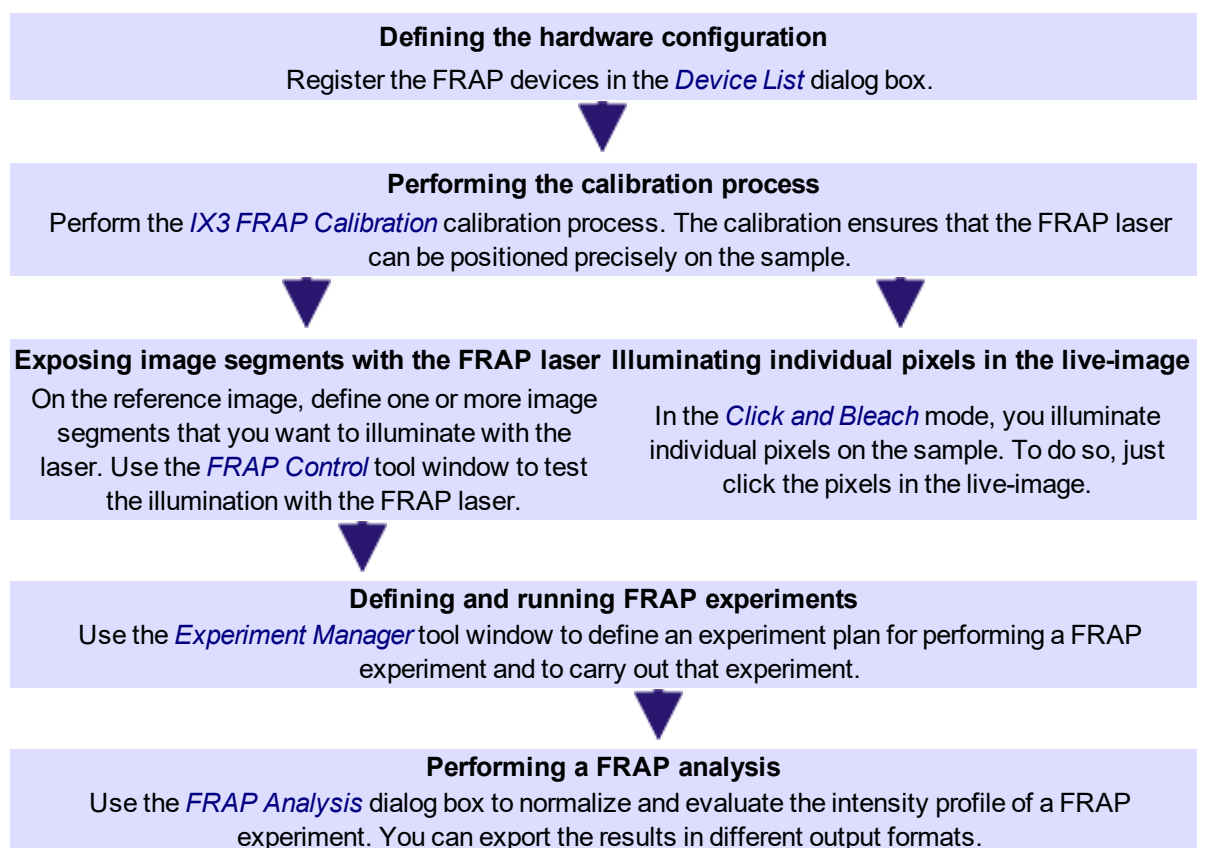 Defining the hardware configuration
Register the FRAP devices in the Device List dialog box.
Performing the calibration process
Perform the IX3 FRAP Calibration calibration process. The calibration ensures that the FRAP laser
can be positioned precisely on the sample.
Exposing image segments with the FRAP laser
On the reference image, define one or more image
segments that you want to illuminate with the
laser. Use the FRAP Control tool window to test
the illumination with the FRAP laser.
Illuminating individual pixels in the live-image
In the Click and Bleach mode, you illuminate
individual pixels on the sample. To do so, just
click the pixels in the live-image.
Defining and running FRAP experiments
Use the Experiment Manager tool window to define an experiment plan for performing a FRAP
experiment and to carry out that experiment.
Performing a FRAP analysis
Use the FRAP Analysis dialog box to normalize and evaluate the intensity profile of a FRAP
experiment. You can export the results in different output formats.